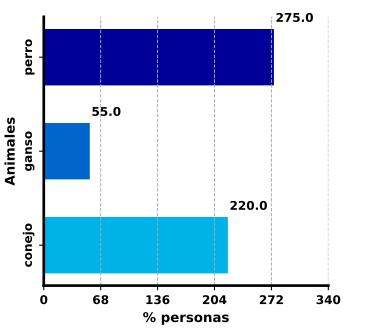 275.0
perro
55.0
ganso
220.0
conejo
Animales
0 68 136 204 272 340
% personas